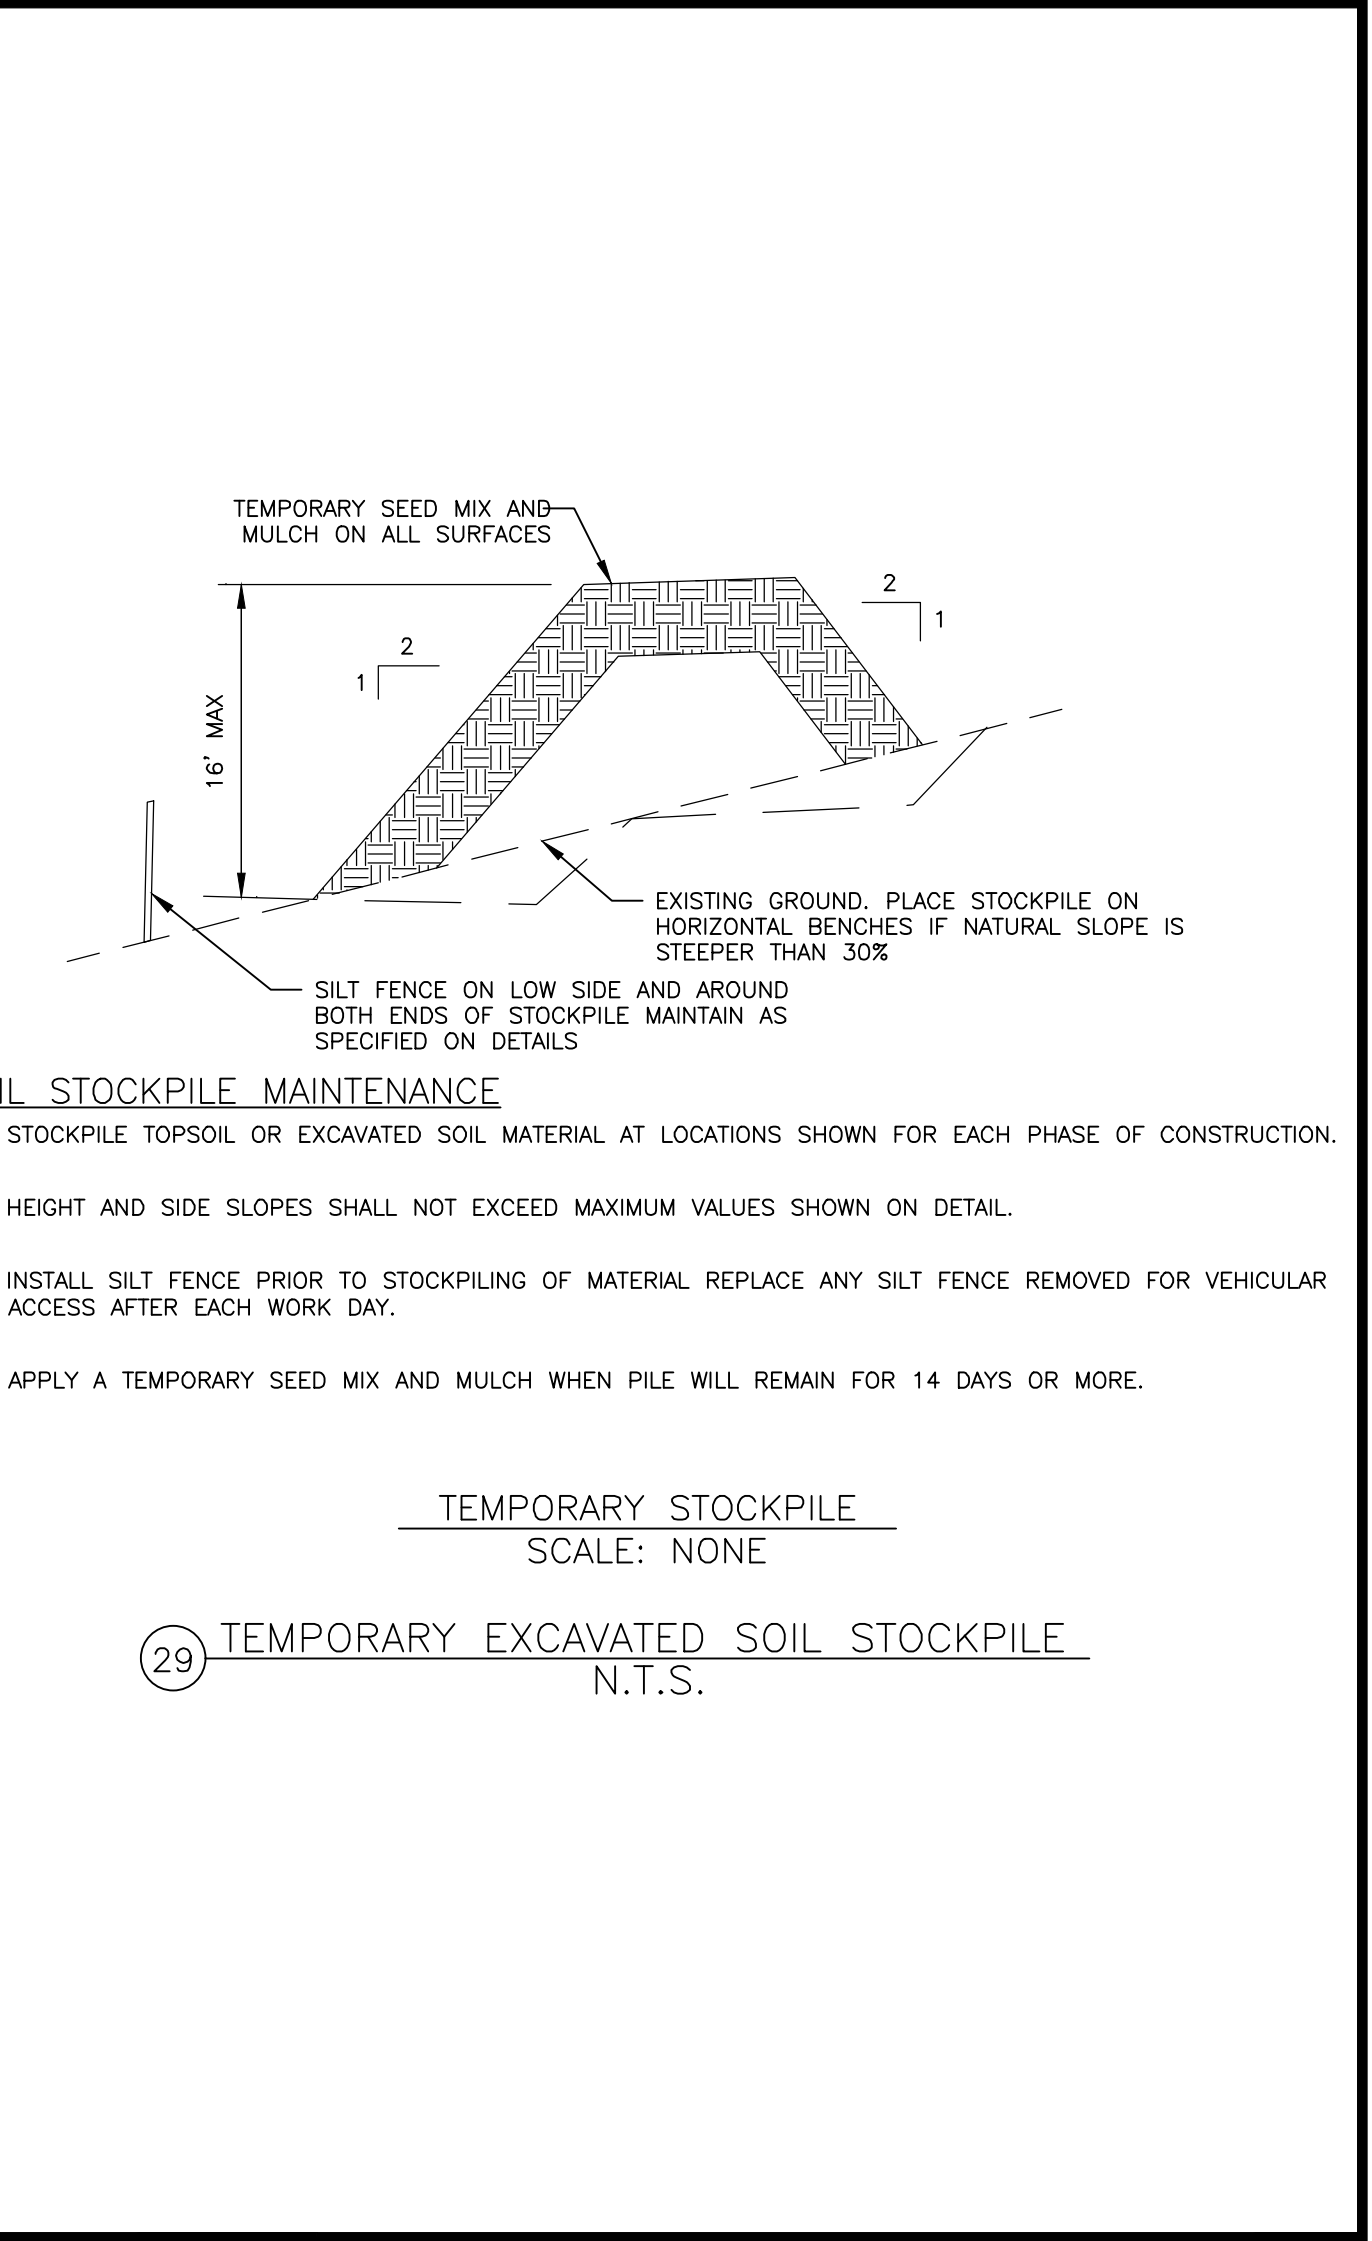 TEMPORARY SEED MIX AND
MULCH ON ALL SURFACES
2
1
2
1
16' MAX
EXISTING GROUND. PLACE STOCKPILE ON
HORIZONTAL BENCHES IF NATURAL SLOPE IS
STEEPER THAN 30%
SILT FENCE ON LOW SIDE AND AROUND
BOTH ENDS OF STOCKPILE MAINTAIN AS
SPECIFIED ON DETAILS
IL STOCKPILE MAINTENANCE
STOCKPILE TOPSOIL OR EXCAVATED SOIL MATERIAL AT LOCATIONS SHOWN FOR EACH PHASE OF CONSTRUCTION.
HEIGHT AND SIDE SLOPES SHALL NOT EXCEED MAXIMUM VALUES SHOWN ON DETAIL.
INSTALL SILT FENCE PRIOR TO STOCKPILING OF MATERIAL REPLACE ANY SILT FENCE REMOVED FOR VEHICULAR
ACCESS AFTER EACH WORK DAY.
APPLY A TEMPORARY SEED MIX AND MULCH WHEN PILE WILL REMAIN FOR 14 DAYS OR MORE.
TEMPORARY STOCKPILE
SCALE: NONE
29 TEMPORARY EXCAVATED SOIL STOCKPILE
N.T.S.